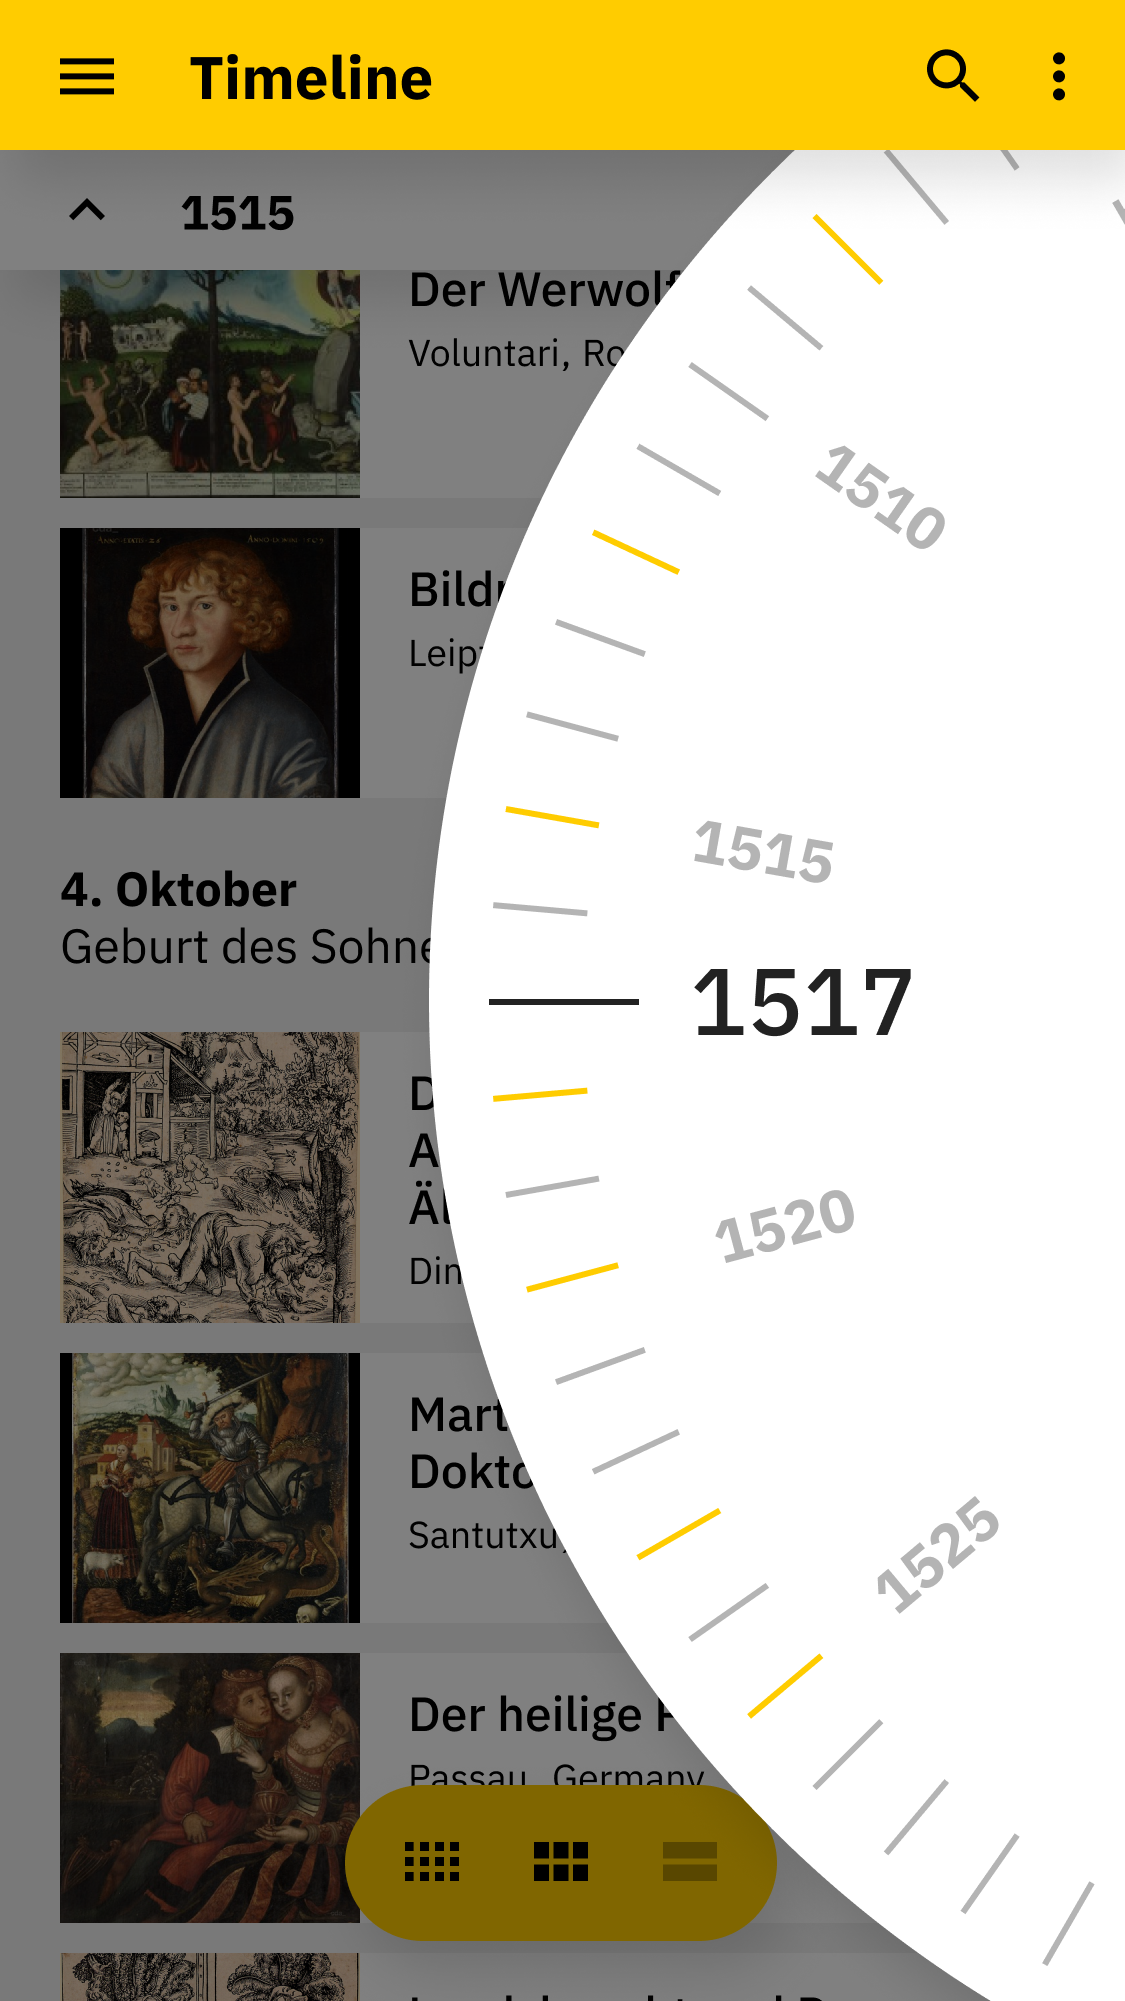 Timeline
1515
Der Werwolf
Voluntari, Ro
Bild
Leip
4. Oktober
Geburt des Sohne
D
A
Äl
Din
Mart
Dokto
Santutxu,
Der heilige
Passau, Germany
1510
1515
1517
1520
1525